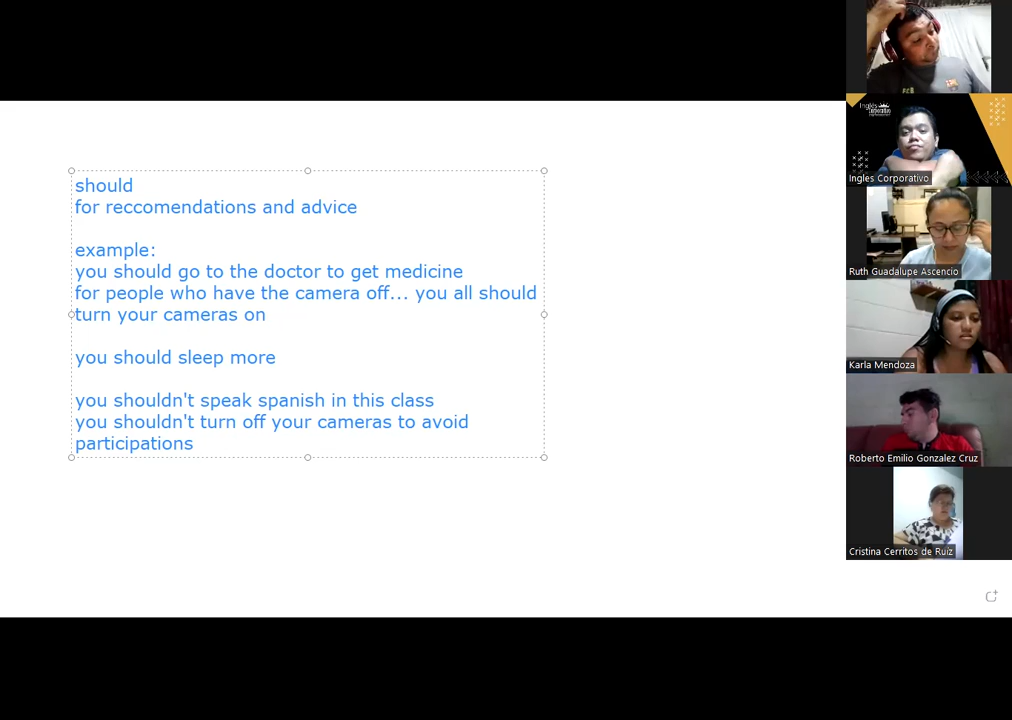 should
for reccomendations and advice
example:
you should go to the doctor to get medicine
for people who have the camera off... you all should
turn your cameras on
you should sleep more
you shouldn't speak spanish in this class
you shouldn't turn off your cameras to avoid
participations
Inglés
Corporativo
Ingles Corporativo
Ruth Guadalupe Ascencio
Karla Mendoza
Roberto Emilio Gonzalez Cruz
Cristina Cerritos de Ruiz